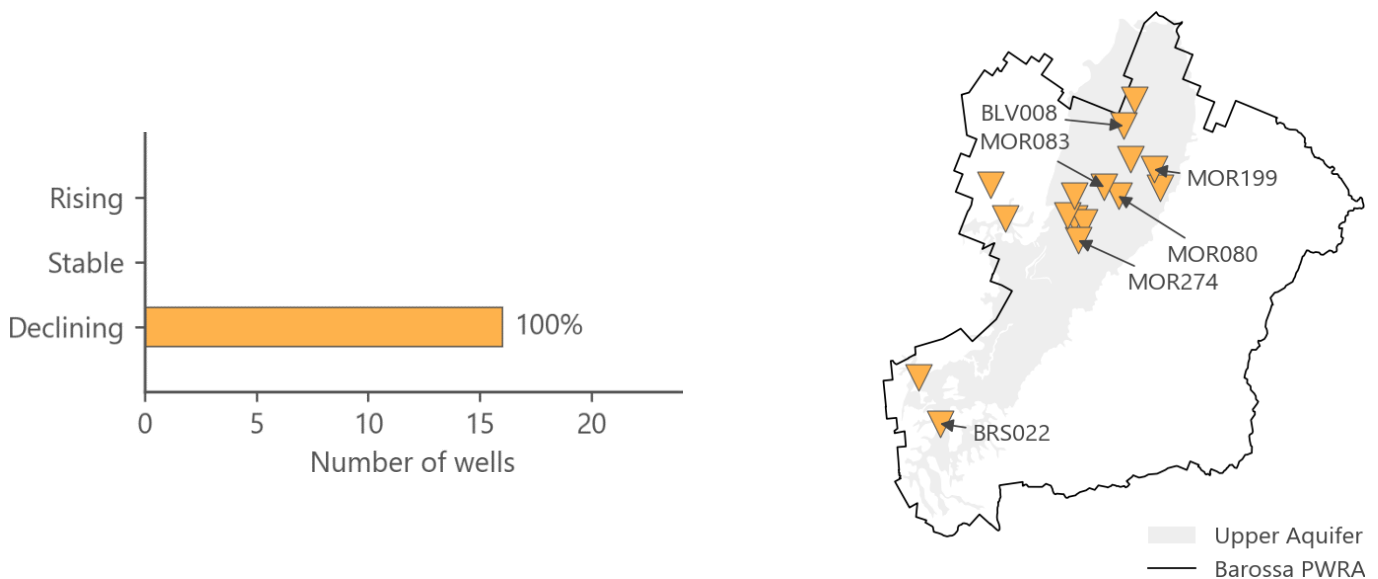 Rising
Stable
Declining
100%
0 5 10 15 20
Number of wells
BLV008
MOR083
MOR199
MOR080
MOR274
BRS022
Upper Aquifer
Barossa PWRA